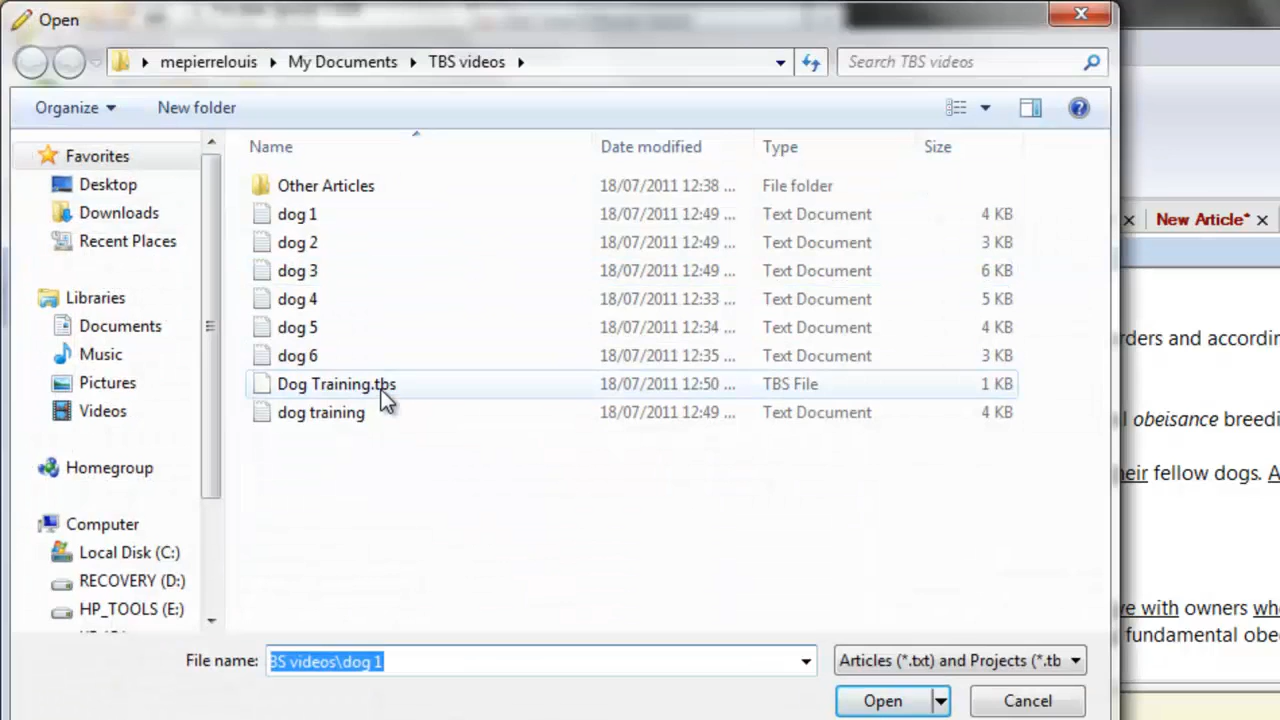 Open
mepierrelouis My Documents TBS videos Search TBS videos
Organize New folder
Name Date modified Type Size
Favorites
Desktop
Downloads
Recent Places
Libraries
Documents
Music
Pictures
Videos
Homegroup
Computer
Local Disk (C:)
RECOVERY (D:)
HP_TOOLS (E:)
Other Articles 18/07/2011 12:38 ... File folder
dog 1 18/07/2011 12:49 ... Text Document 4 KB
dog 2 18/07/2011 12:49 ... Text Document 3 KB
dog 3 18/07/2011 12:49 ... Text Document 6 KB
dog 4 18/07/2011 12:33 ... Text Document 5 KB
dog 5 18/07/2011 12:34 ... Text Document 4 KB
dog 6 18/07/2011 12:35 ... Text Document 3 KB
Dog Training.tbs 18/07/2011 12:50 ... TBS File 1 KB
dog training 18/07/2011 12:49 ... Text Document 4 KB
File name: BS videos\dog 1 Articles (*.txt) and Projects (*.tb
Open Cancel
New Article*
rders and accordin
l obeisance breedi
heir fellow dogs. A
ve with owners wh
fundamental obe